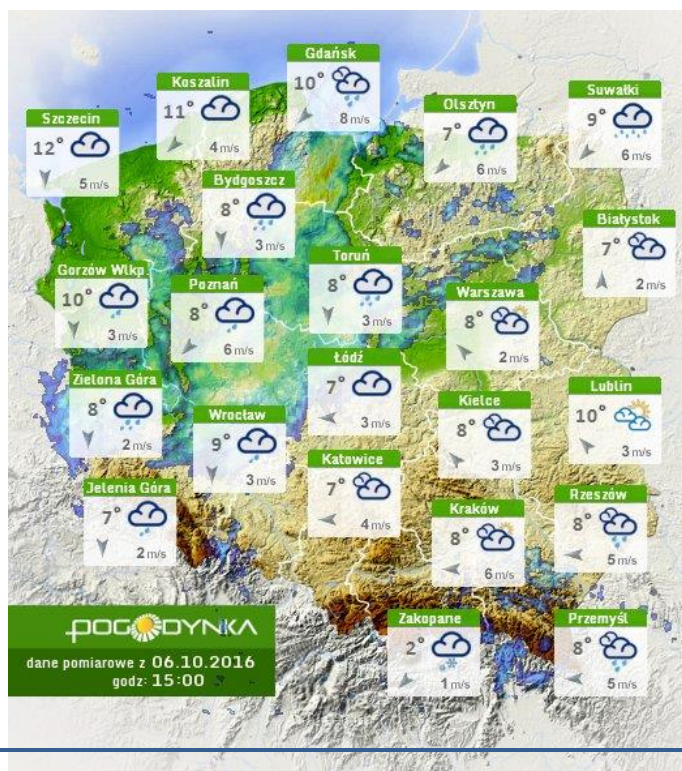 Gdańsk
10°
8 m/s
Koszalin
11°
4 m/s
Suwałki
9°
6 m/s
Olsztyn
7°
6 m/s
Szczecin
12°
5 m/s
Bydgoszcz
8°
3 m/s
Białystok
7°
2 m/s
Toruń
8°
3 m/s
Gorzów Wlkp.
10°
3 m/s
Poznań
8°
6 m/s
Warszawa
8°
2 m/s
Łódź
7°
3 m/s
Zielona Góra
8°
2 m/s
Lublin
10°
3 m/s
Kielce
8°
3 m/s
Wrocław
9°
3 m/s
Katowice
7°
4 m/s
Jelenia Góra
7°
2 m/s
Rzeszów
8°
5 m/s
Kraków
8°
6 m/s
Zakopane
2°
1 m/s
Przemyśl
8°
5 m/s
POGODYNKA
dane pomiarowe z 06.10.2016
godz: 15:00